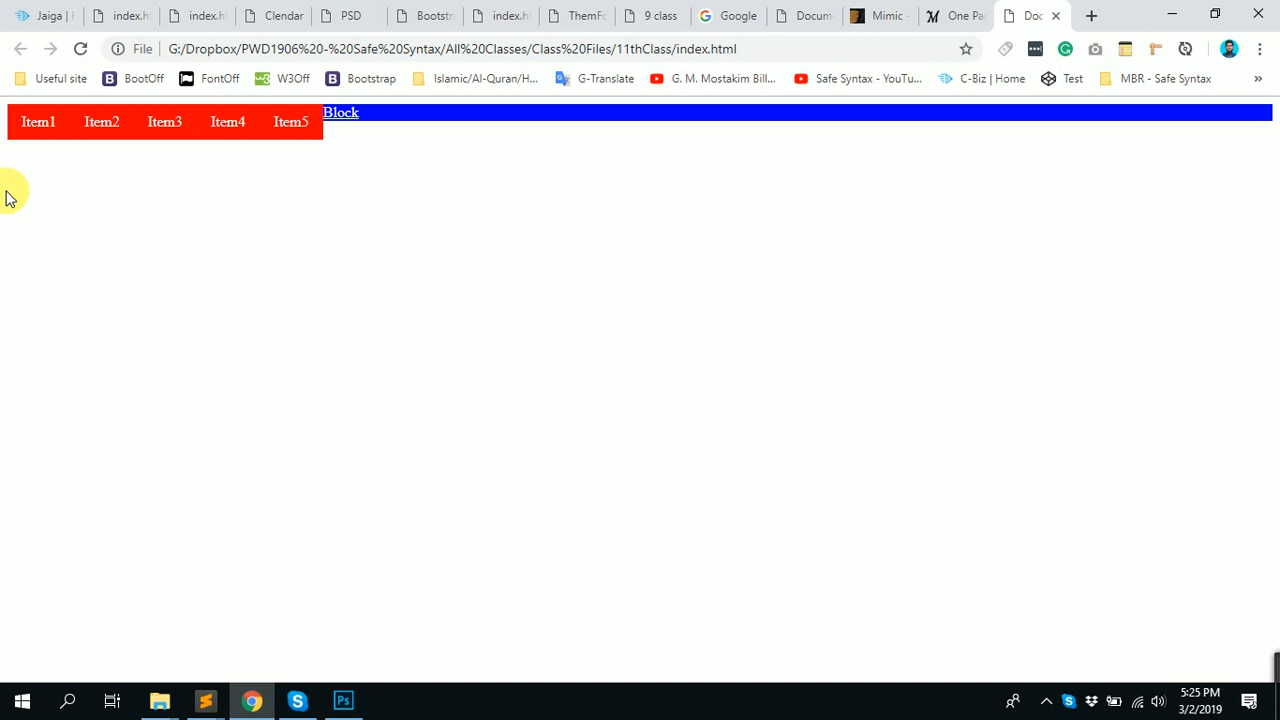 Jaiga |
index.h
index.h
Clendar
PSD
Bootst
index.h
ThemFo
9 class
Google
Docum
Mimic -
One Pa
Doc
File
G:/Dropbox/PWD1906%20-%20Safe%20Syntax/All%20Classes/Class%20Files/11thClass/index.html
Useful site
BootOff
FontOff
W3Off
Bootstrap
Islamic/Al-Quran/H...
G-Translate
G. M. Mostakim Bill...
Safe Syntax - YouTu...
C-Biz | Home
Test
MBR - Safe Syntax
»
Item1 Item2 Item3 Item4 Item5 Block
5:25 PM
3/2/2019